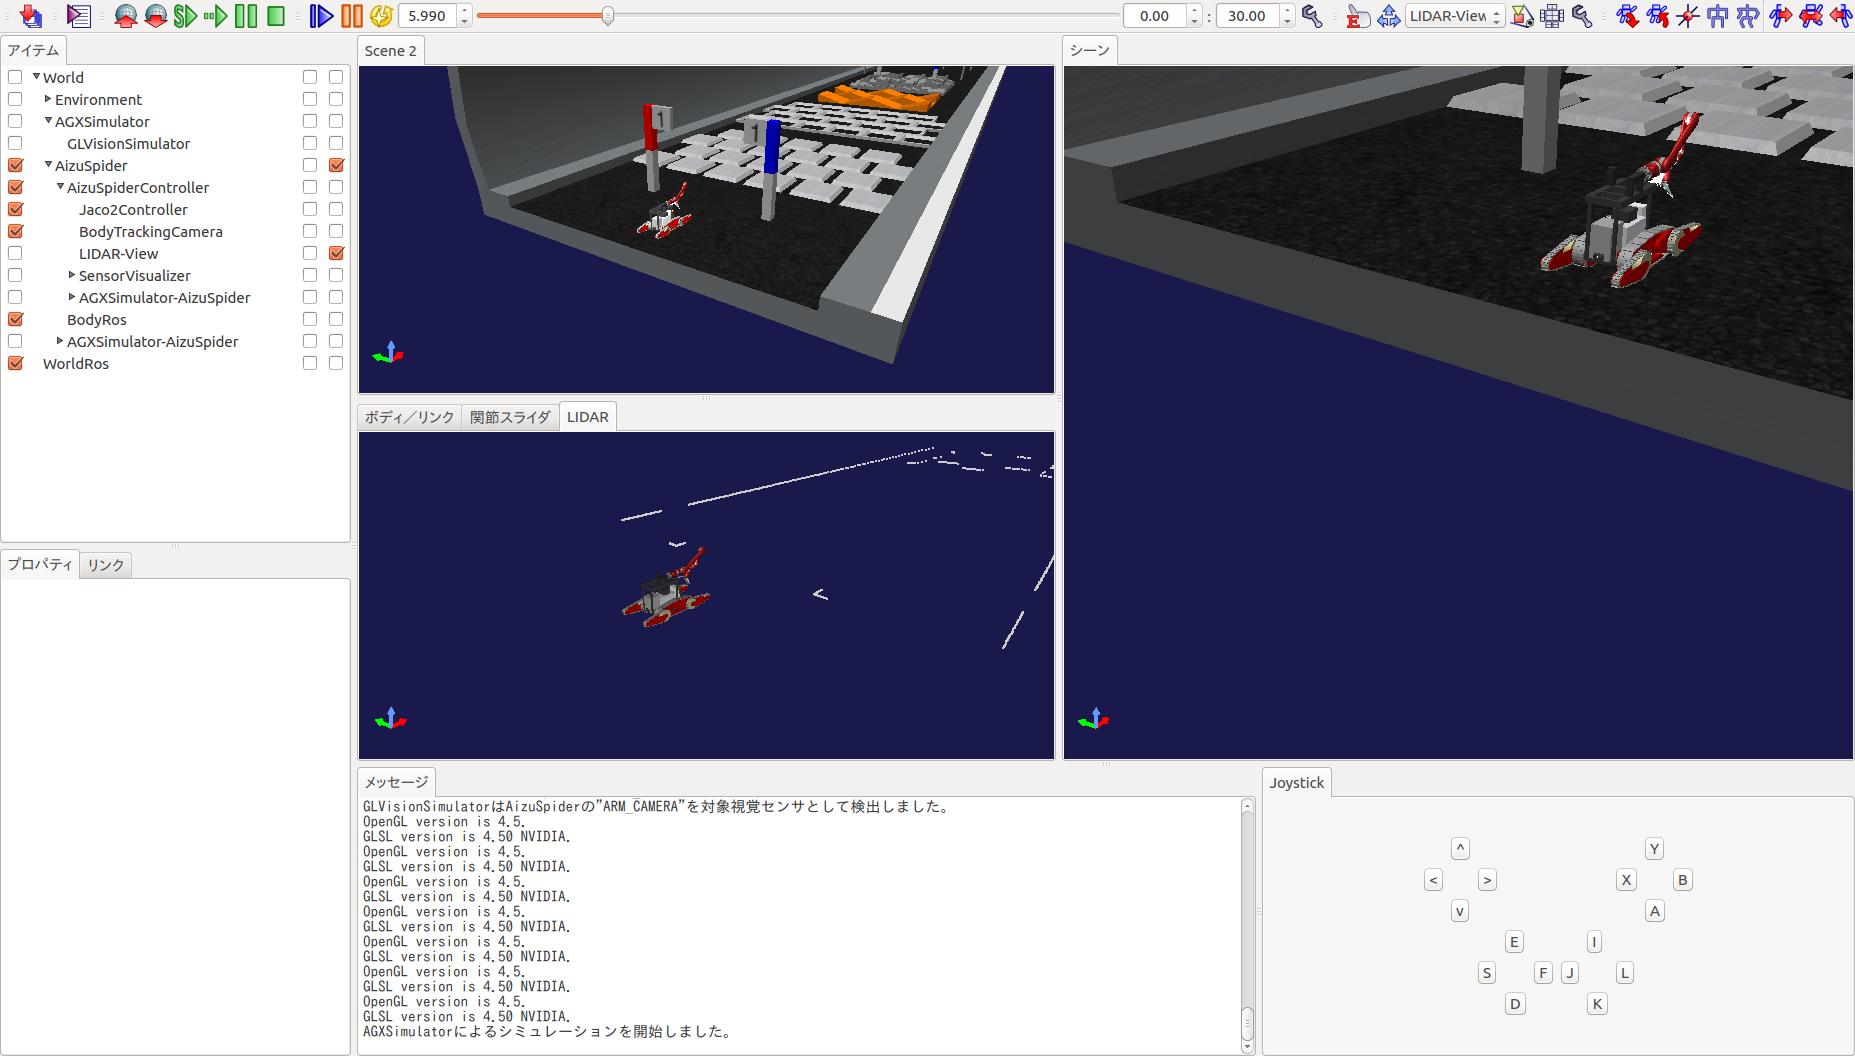 5.990
0.00 : 30.00
LIDAR-View
アイテム
World
Environment
AGXSimulator
GLVisionSimulator
AizuSpider
AizuSpiderController
Jaco2Controller
BodyTrackingCamera
LIDAR-View
SensorVisualizer
AGXSimulator-AizuSpider
BodyRos
AGXSimulator-AizuSpider
WorldRos
プロパティ リンク
Scene 2
1
1
ボディ／リンク 関節スライダ LIDAR
シーン
メッセージ
GLVisionSimulatorはAizuSpiderの"ARM_CAMERA"を対象視覚センサとして検出しました。
OpenGL version is 4.5.
GLSL version is 4.50 NVIDIA.
OpenGL version is 4.5.
GLSL version is 4.50 NVIDIA.
OpenGL version is 4.5.
GLSL version is 4.50 NVIDIA.
OpenGL version is 4.5.
GLSL version is 4.50 NVIDIA.
OpenGL version is 4.5.
GLSL version is 4.50 NVIDIA.
OpenGL version is 4.5.
GLSL version is 4.50 NVIDIA.
OpenGL version is 4.5.
GLSL version is 4.50 NVIDIA.
AGXSimulatorによるシミュレーションを開始しました。
Joystick
^ Y
< > X B
v A
E I
S F J L
D K